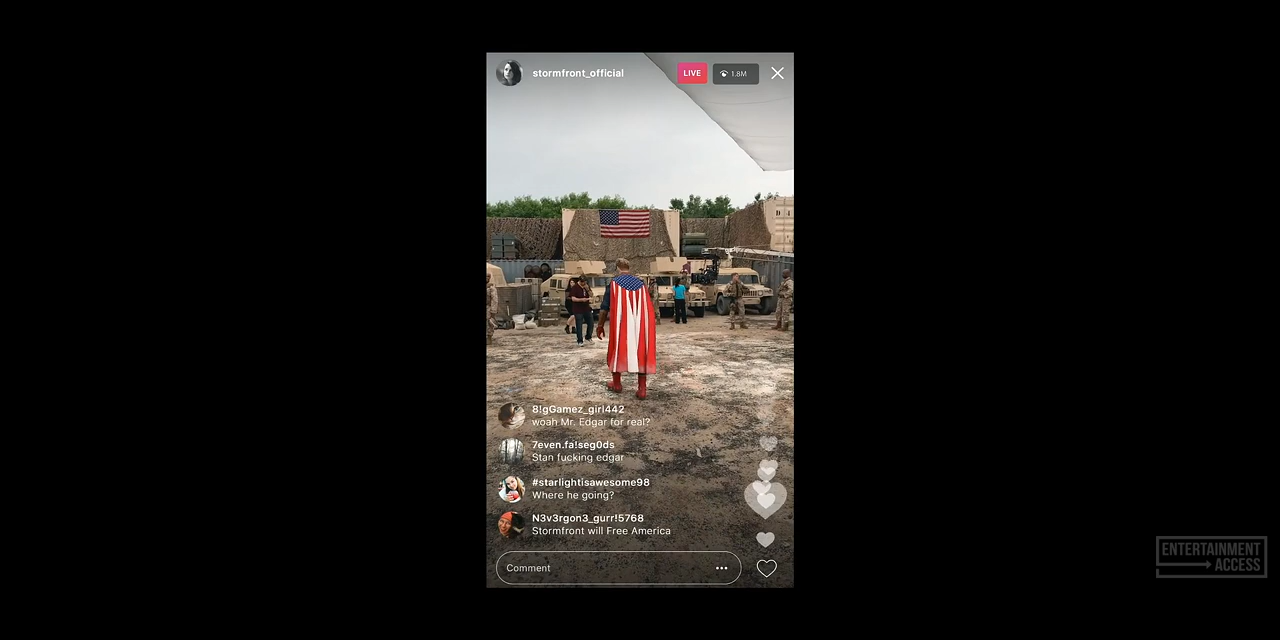 stormfront_official
LIVE
1.8M
8!gGamez_girl442
woah Mr. Edgar for real?
7even.fa!seg0ds
Stan fucking edgar
#starlightisawesome98
Where he going?
N3v3rgon3_gurr!5768
Stormfront will Free America
Comment
ENTERTAINMENT
ACCESS